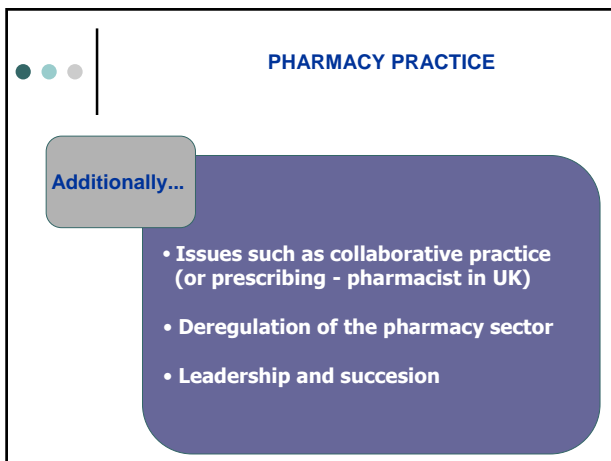 PHARMACY PRACTICE
Additionally...
• Issues such as collaborative practice
(or prescribing - pharmacist in UK)
• Deregulation of the pharmacy sector
• Leadership and succesion